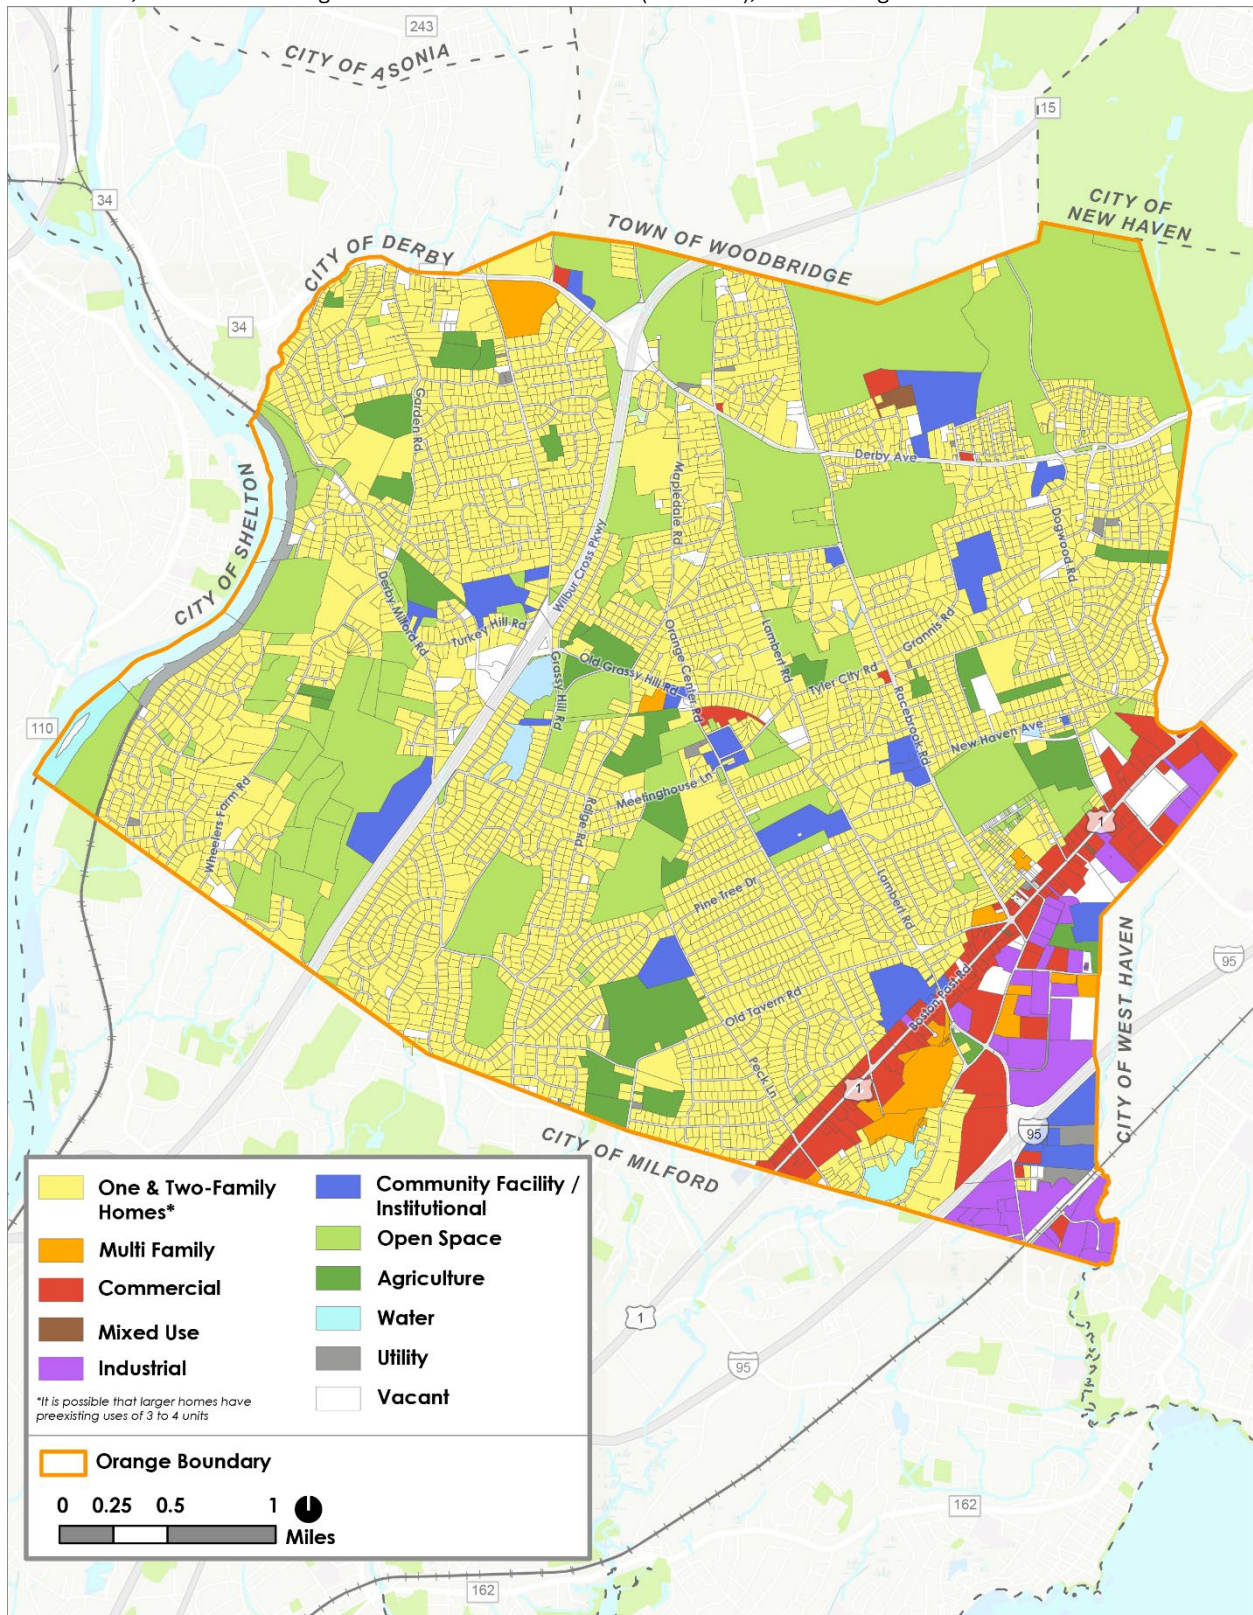 243
CITY OF ASONIA
15
34
CITY OF
NEW HAVEN
TOWN OF WOODBRIDGE
CITY OF DERBY
34
Garden Rd
Derby Ave
Mapledale Rd
Dogwood Rd
CITY OF SHELTON
Wilbur Cross Pkwy
Derby Milford Rd
Turkey Hill Rd
Grassy Hill Rd
Old Grassy Hill Rd
Orange Center Rd
Lambert Rd
Tyler City Rd
Grannis Rd
Racebrook Rd
New Haven Ave
110
Wheelers Farm Rd
Ridge Rd
Meetinghouse Ln
1
Pine Tree Dr
Lambert Rd
Old Tavern Rd
Boston Post Rd
Peck Ln
1
95
CITY OF WEST HAVEN
95
CITY OF MILFORD
One & Two-Family
Homes*
Multi Family
Commercial
Mixed Use
Industrial
*It is possible that larger homes have
preexisting uses of 3 to 4 units
Community Facility /
Institutional
Open Space
Agriculture
Water
Utility
Vacant
Orange Boundary
0 0.25 0.5 1
Miles
1
95
162
162